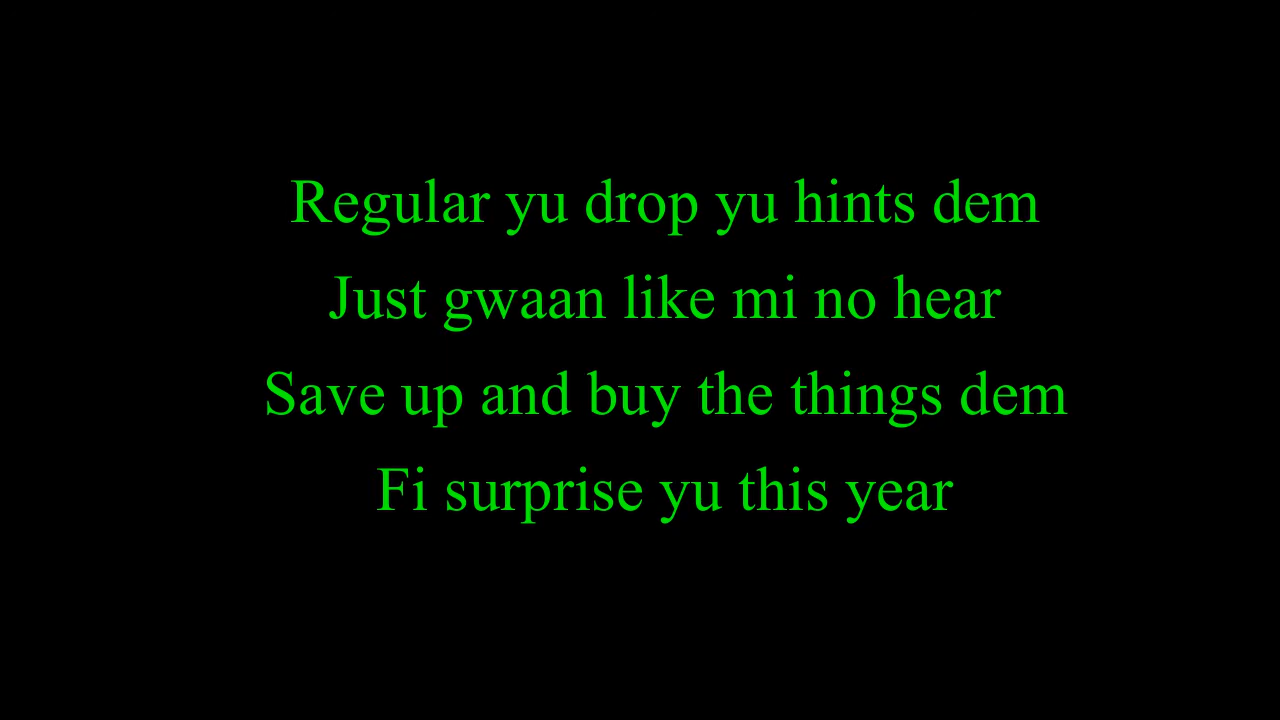 Regular yu drop yu hints dem
Just gwaan like mi no hear
Save up and buy the things dem
Fi surprise yu this year